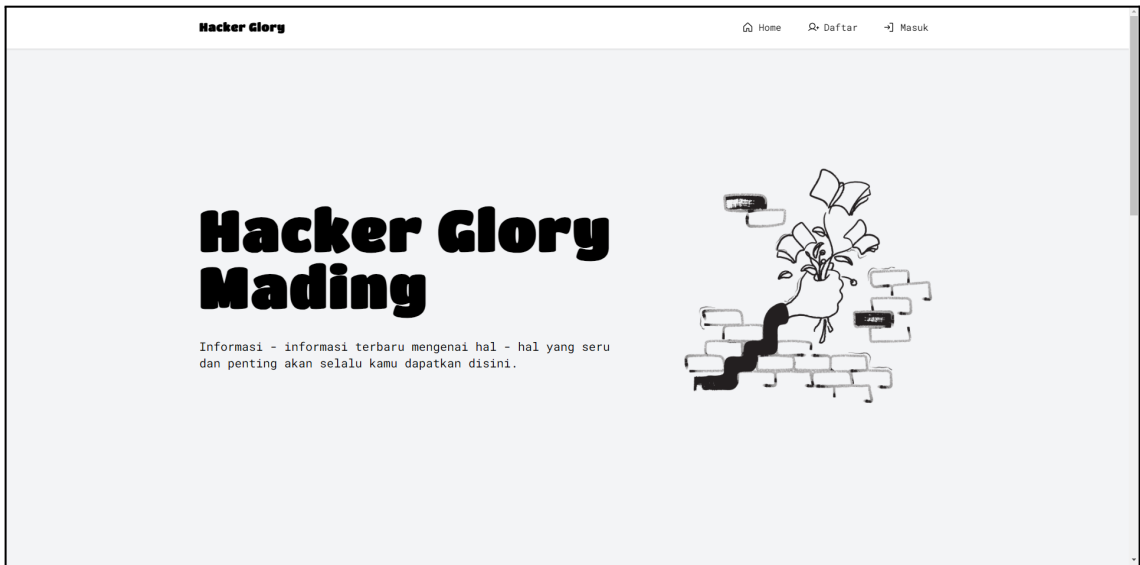 Hacker Glory
Home
Daftar
Masuk
Hacker Glory
Mading
Informasi - informasi terbaru mengenai hal - hal yang seru
dan penting akan selalu kamu dapatkan disini.